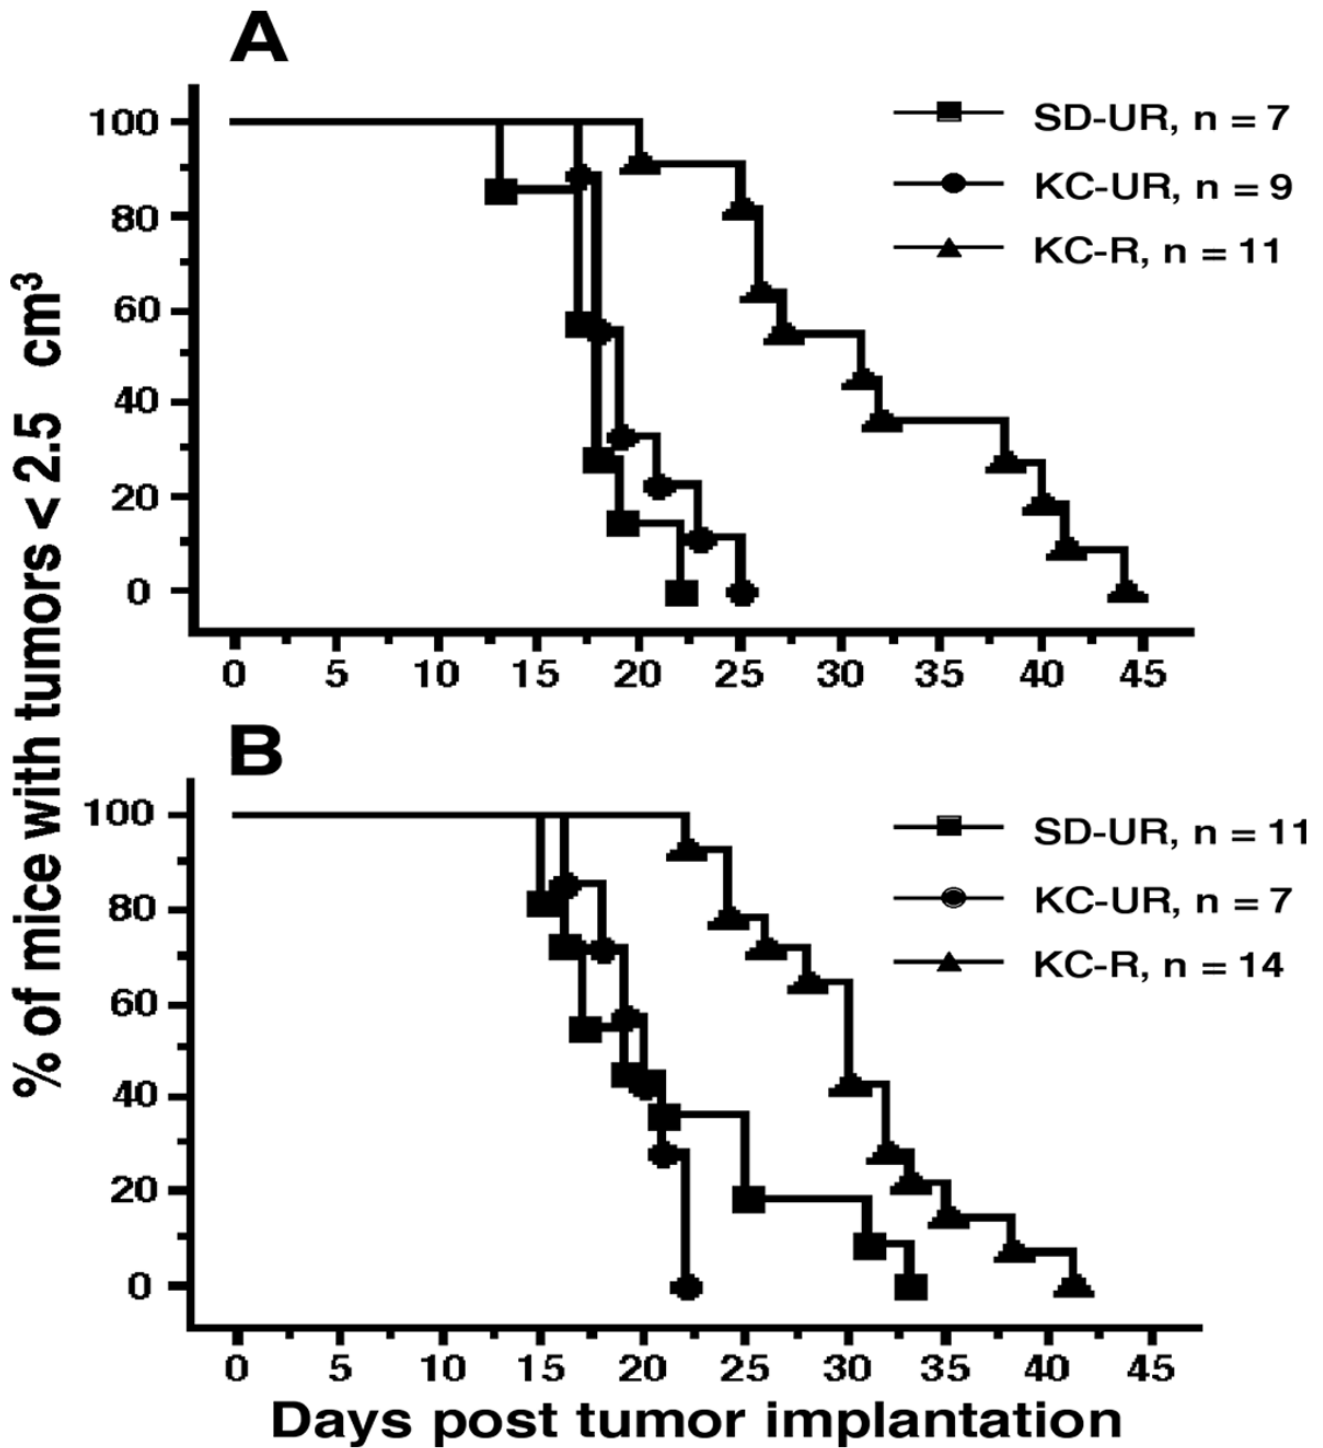 A
% of mice with tumors < 2.5 cm³
100
80
60
40
20
0
SD-UR, n = 7
KC-UR, n = 9
KC-R, n = 11
0 5 10 15 20 25 30 35 40 45
B
100
80
60
40
20
0
SD-UR, n = 11
KC-UR, n = 7
KC-R, n = 14
0 5 10 15 20 25 30 35 40 45
Days post tumor implantation